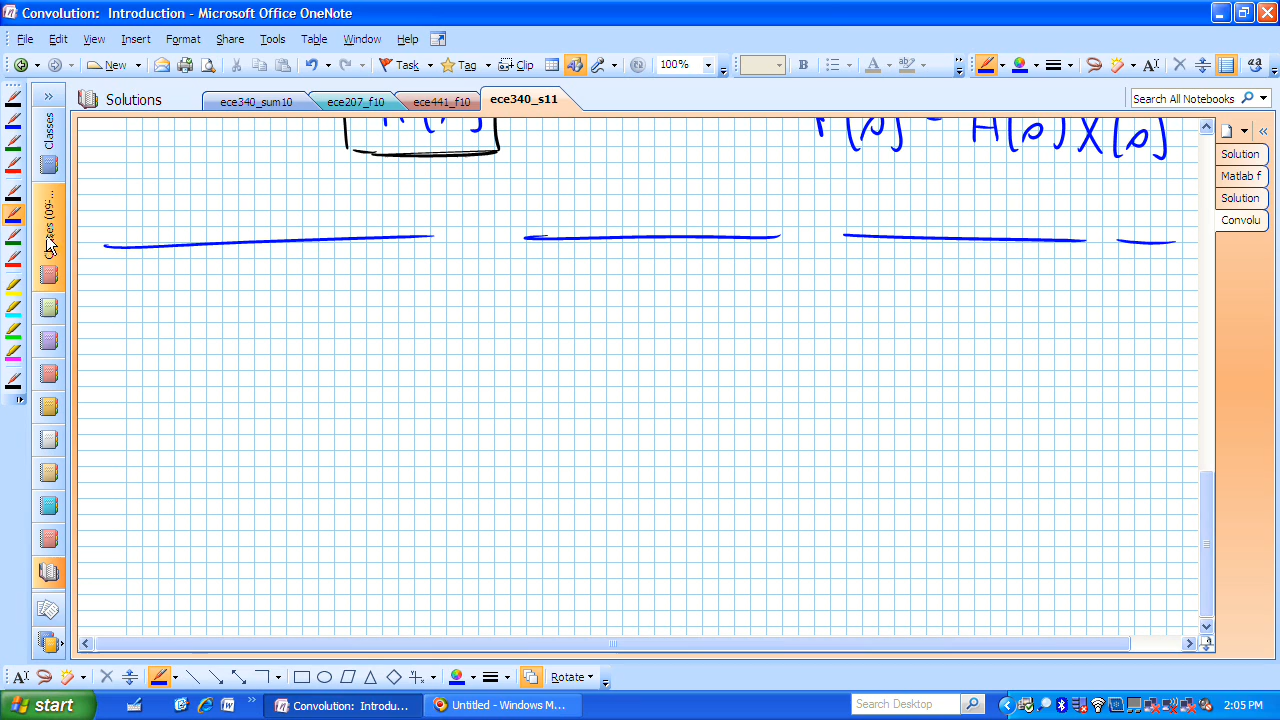 Convolution: Introduction - Microsoft Office OneNote
File Edit View Insert Format Share Tools Table Window Help
New Task Tag Clip 100%
Solutions ece340_sum10 ece207_f10 ece441_f10 ece340_s11 Search All Notebooks
Classes
(09-...
H(s) X(s)
Solution
Matlab f
Solution
Convolu
Rotate
start Convolution: Introdu... Untitled - Windows M... Search Desktop 2:05 PM